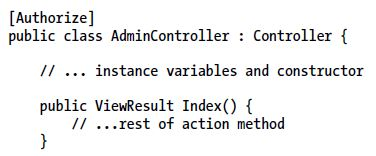 [Authorize]
public class AdminController : Controller {
// ... instance variables and constructor
public ViewResult Index() {
// ...rest of action method
}